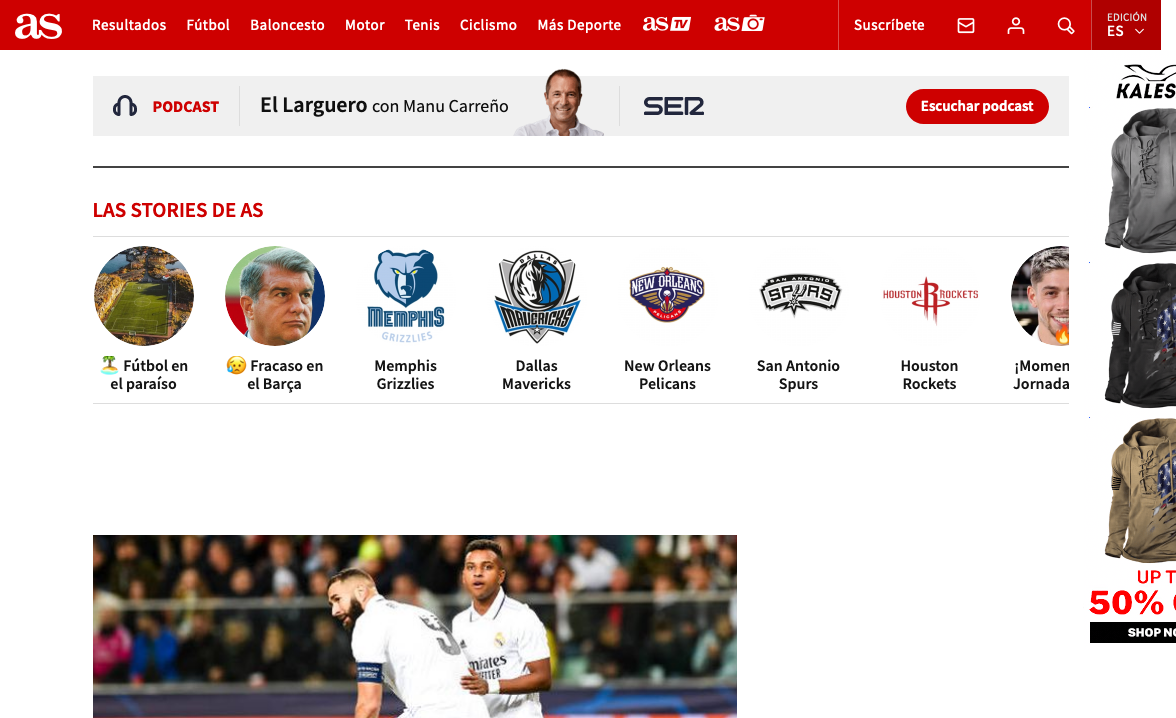 as
Resultados
Fútbol
Baloncesto
Motor
Tenis
Ciclismo
Más Deporte
as TV
as
Suscríbete
EDICIÓN
ES
PODCAST
El Larguero con Manu Carreño
SER
Escuchar podcast
LAS STORIES DE AS
MEMPHIS
GRIZZLIES
DALLAS
MAVERICKS
NEW ORLEANS
PELICANS
SAN ANTONIO
SPURS
HOUSTON ROCKETS
🏝️ Fútbol en
el paraíso
😥 Fracaso en
el Barça
Memphis
Grizzlies
Dallas
Mavericks
New Orleans
Pelicans
San Antonio
Spurs
Houston
Rockets
¡Momen
Jornada
KALES
UP T
50%
SHOP NO
9